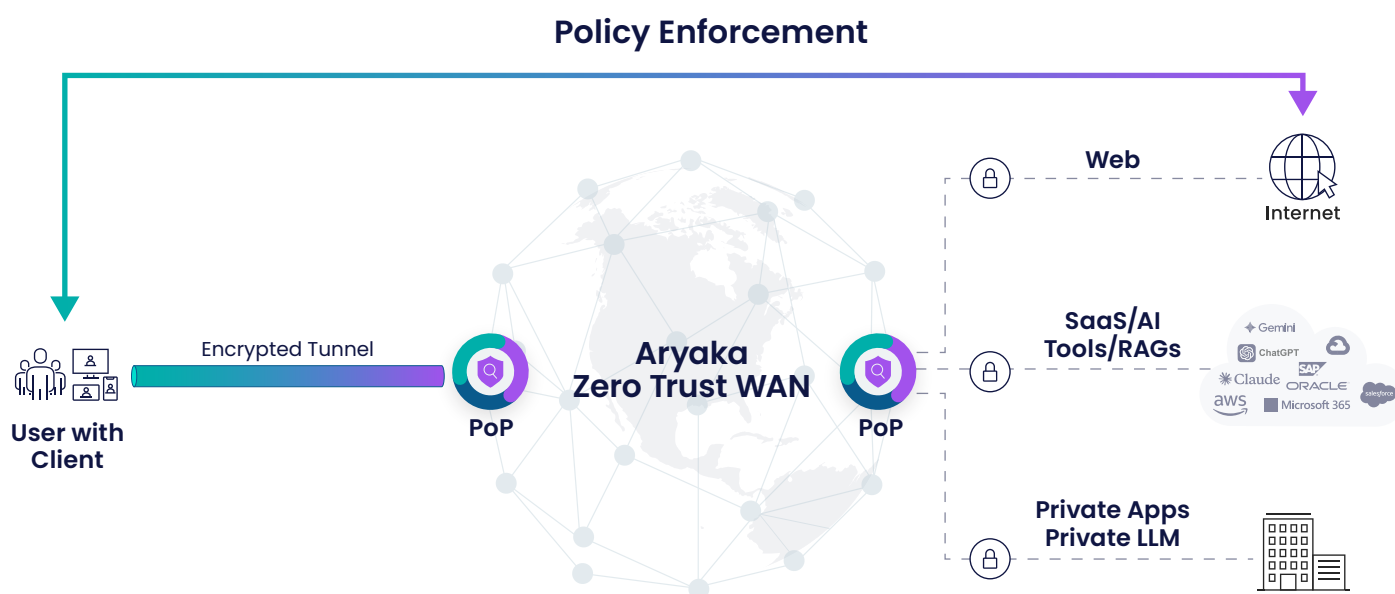 Policy Enforcement
Web
Internet
SaaS/AI
Tools/RAGs
Gemini
ChatGPT
SAP
Claude
ORACLE
aws
Microsoft 365
salesforce
Encrypted Tunnel
Aryaka
Zero Trust WAN
User with
Client
PoP
PoP
Private Apps
Private LLM